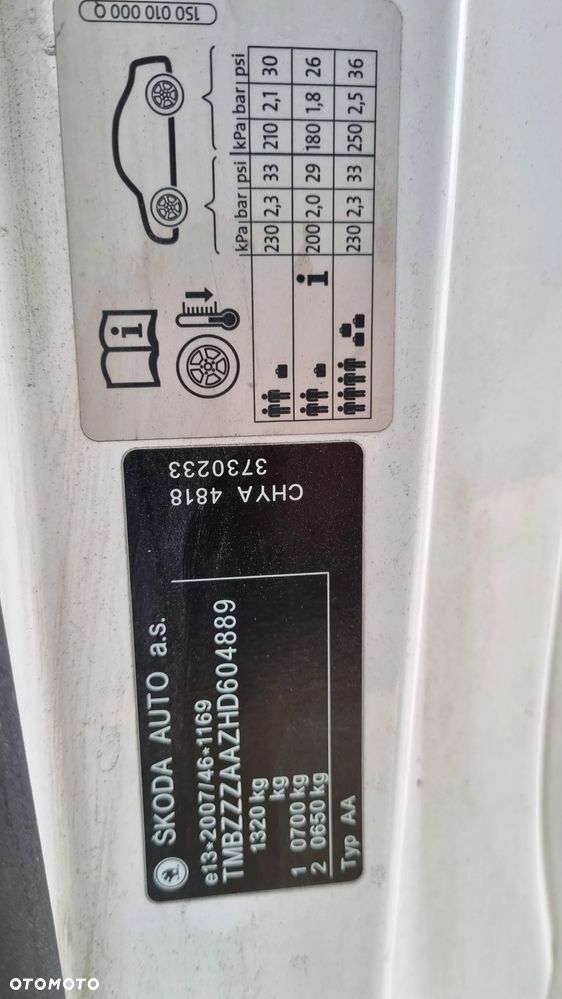 1S0 010 000 Q
kPa bar psi kPa bar psi
230 2,3 33 210 2,1 30
200 2,0 29 180 1,8 26
230 2,3 33 250 2,5 36
ŠKODA AUTO a.s.
e13*2007/46*1169
TMBZZZAAZHD604889
1320 kg
kg
1 0700 kg
2 0650 kg
Typ AA
CHYA 4818
3730233
OTOMOTO